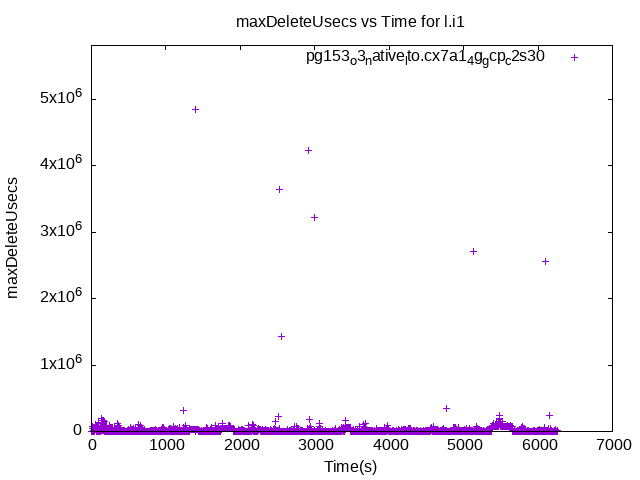 maxDeleteUsecs vs Time for l.i1
pg153_o3_native_lto.cx7a1_4g_gcp_c2s30
5x10^6
4x10^6
3x10^6
2x10^6
1x10^6
0
maxDeleteUsecs
0 1000 2000 3000 4000 5000 6000 7000
Time(s)